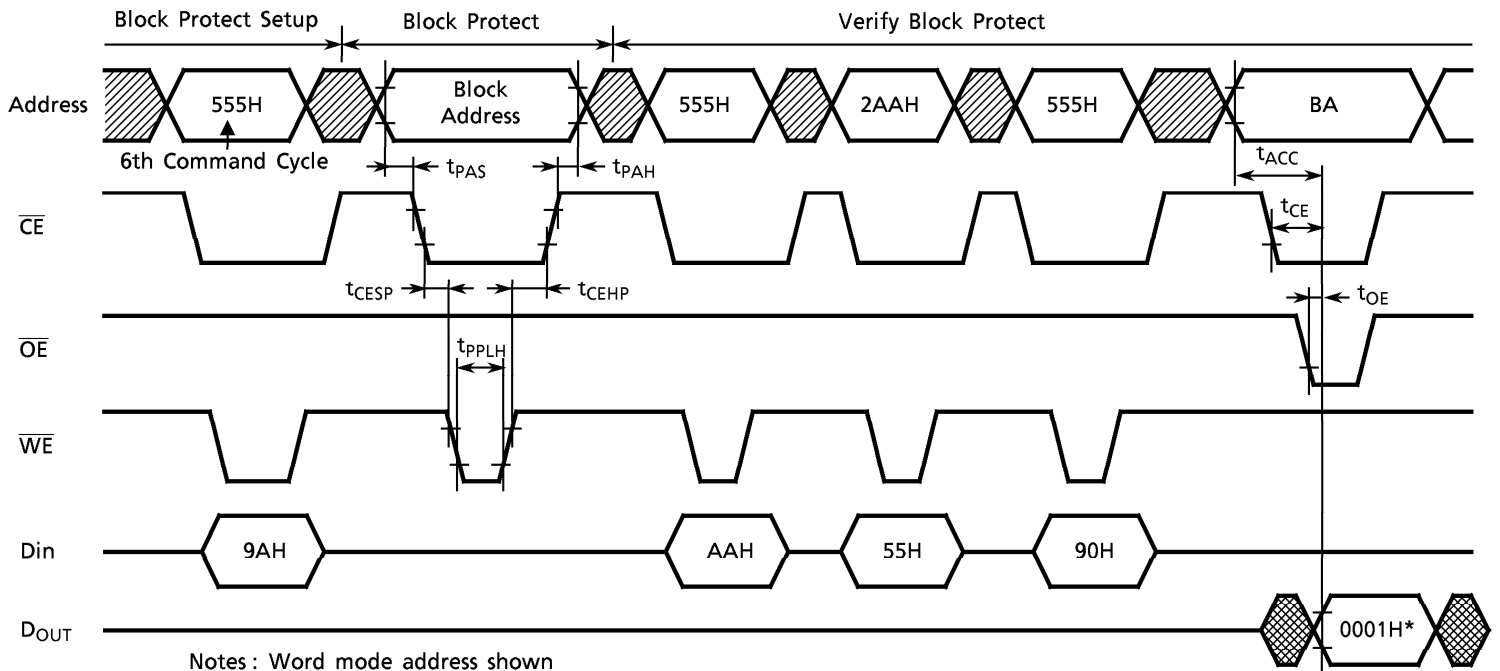 Block Protect Setup Block Protect Verify Block Protect
Address 555H Block Address 555H 2AAH 555H BA
6th Command Cycle
tPAS tPAH tACC
CE tCE
tCESP tCEHP tOE
OE
tPPLH
WE
Din 9AH AAH 55H 90H
DOUT 0001H*
Notes : Word mode address shown